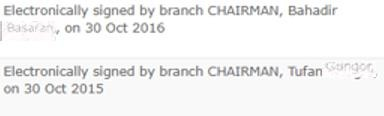 Electronically signed by branch CHAIRMAN, Bahadir
Basaran, on 30 Oct 2016
Electronically signed by branch CHAIRMAN, Tufan Gungor,
on 30 Oct 2015